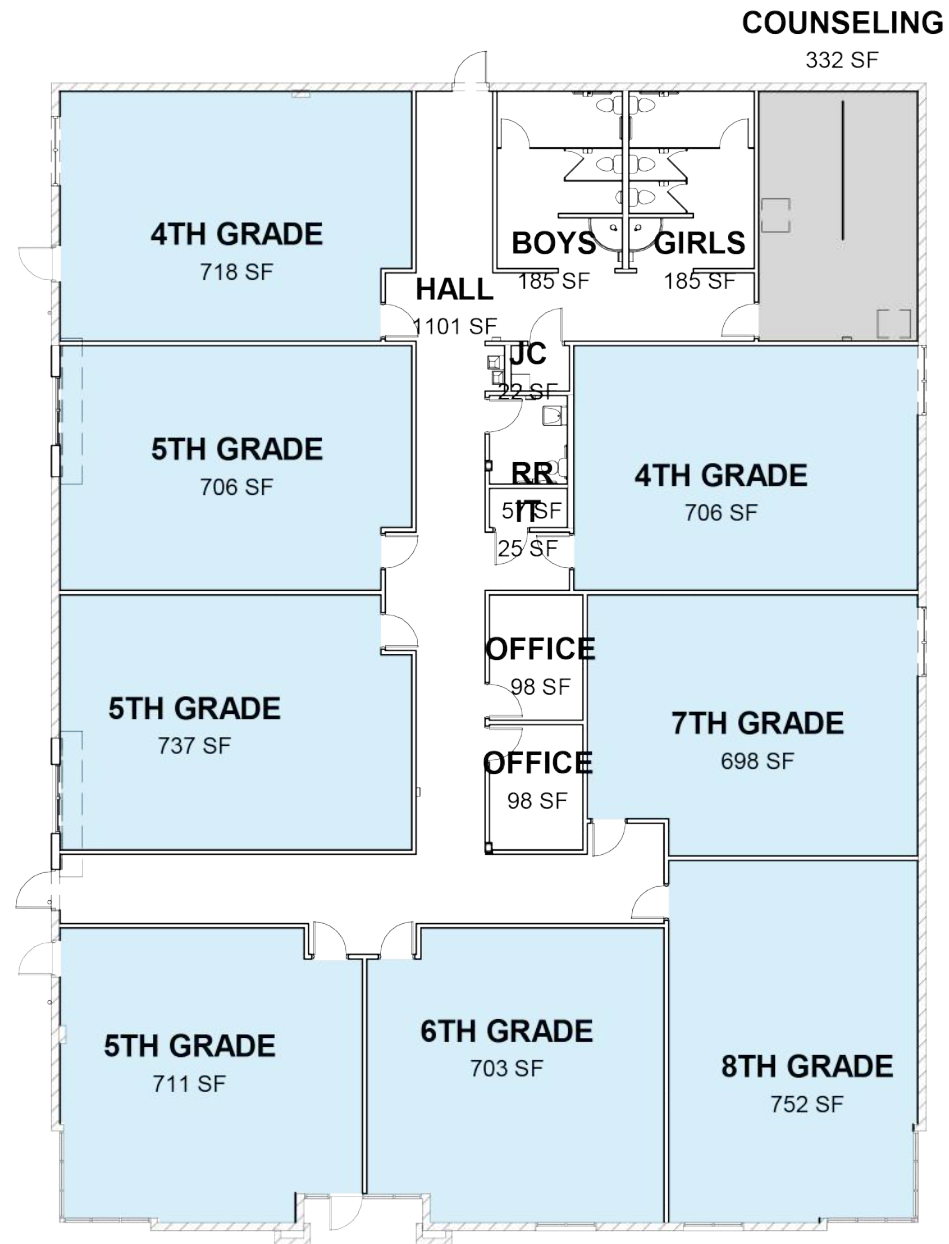 COUNSELING
332 SF
4TH GRADE
718 SF
BOYS
185 SF
GIRLS
185 SF
HALL
1101 SF
JC
22 SF
5TH GRADE
706 SF
RR
57 SF
IT
25 SF
4TH GRADE
706 SF
OFFICE
98 SF
5TH GRADE
737 SF
7TH GRADE
698 SF
OFFICE
98 SF
5TH GRADE
711 SF
6TH GRADE
703 SF
8TH GRADE
752 SF